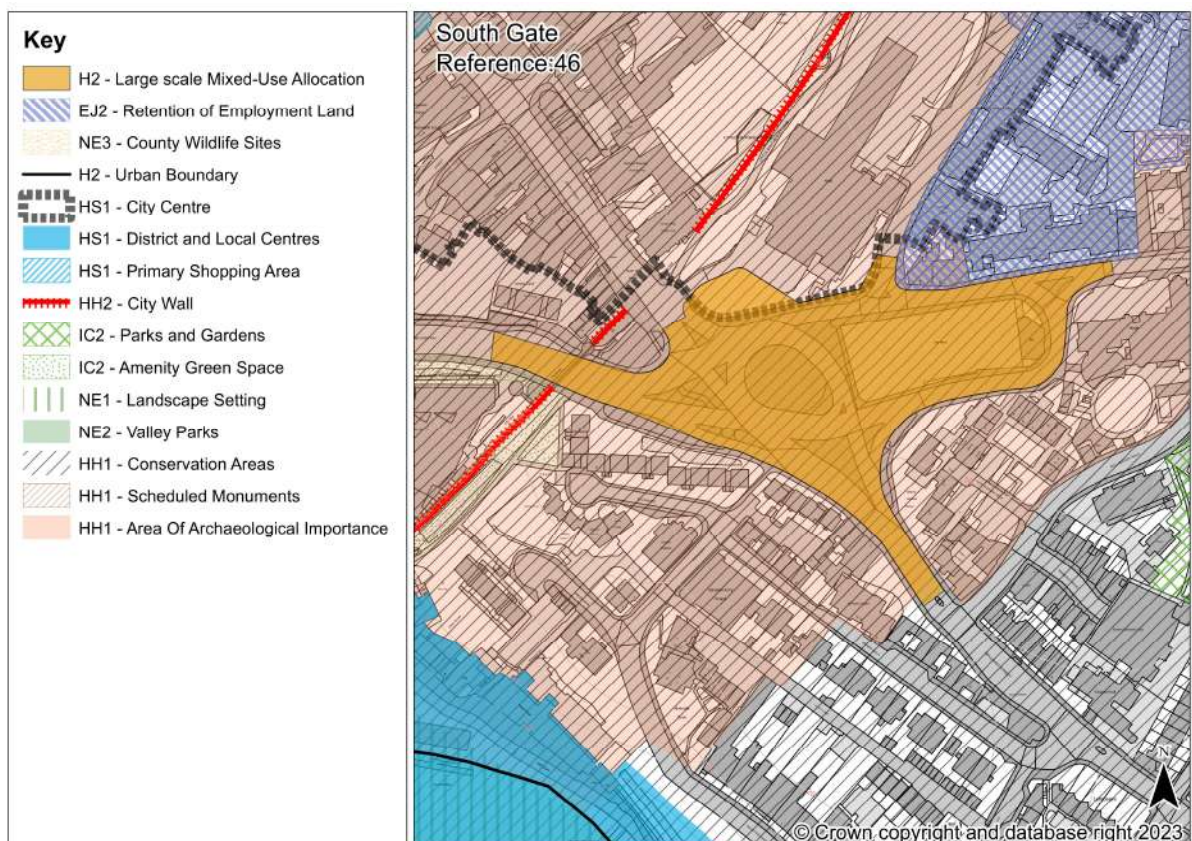 Key
H2 - Large scale Mixed-Use Allocation
EJ2 - Retention of Employment Land
NE3 - County Wildlife Sites
H2 - Urban Boundary
HS1 - City Centre
HS1 - District and Local Centres
HS1 - Primary Shopping Area
HH2 - City Wall
IC2 - Parks and Gardens
IC2 - Amenity Green Space
NE1 - Landscape Setting
NE2 - Valley Parks
HH1 - Conservation Areas
HH1 - Scheduled Monuments
HH1 - Area Of Archaeological Importance
South Gate
Reference:46
N
© Crown copyright and database right 2023